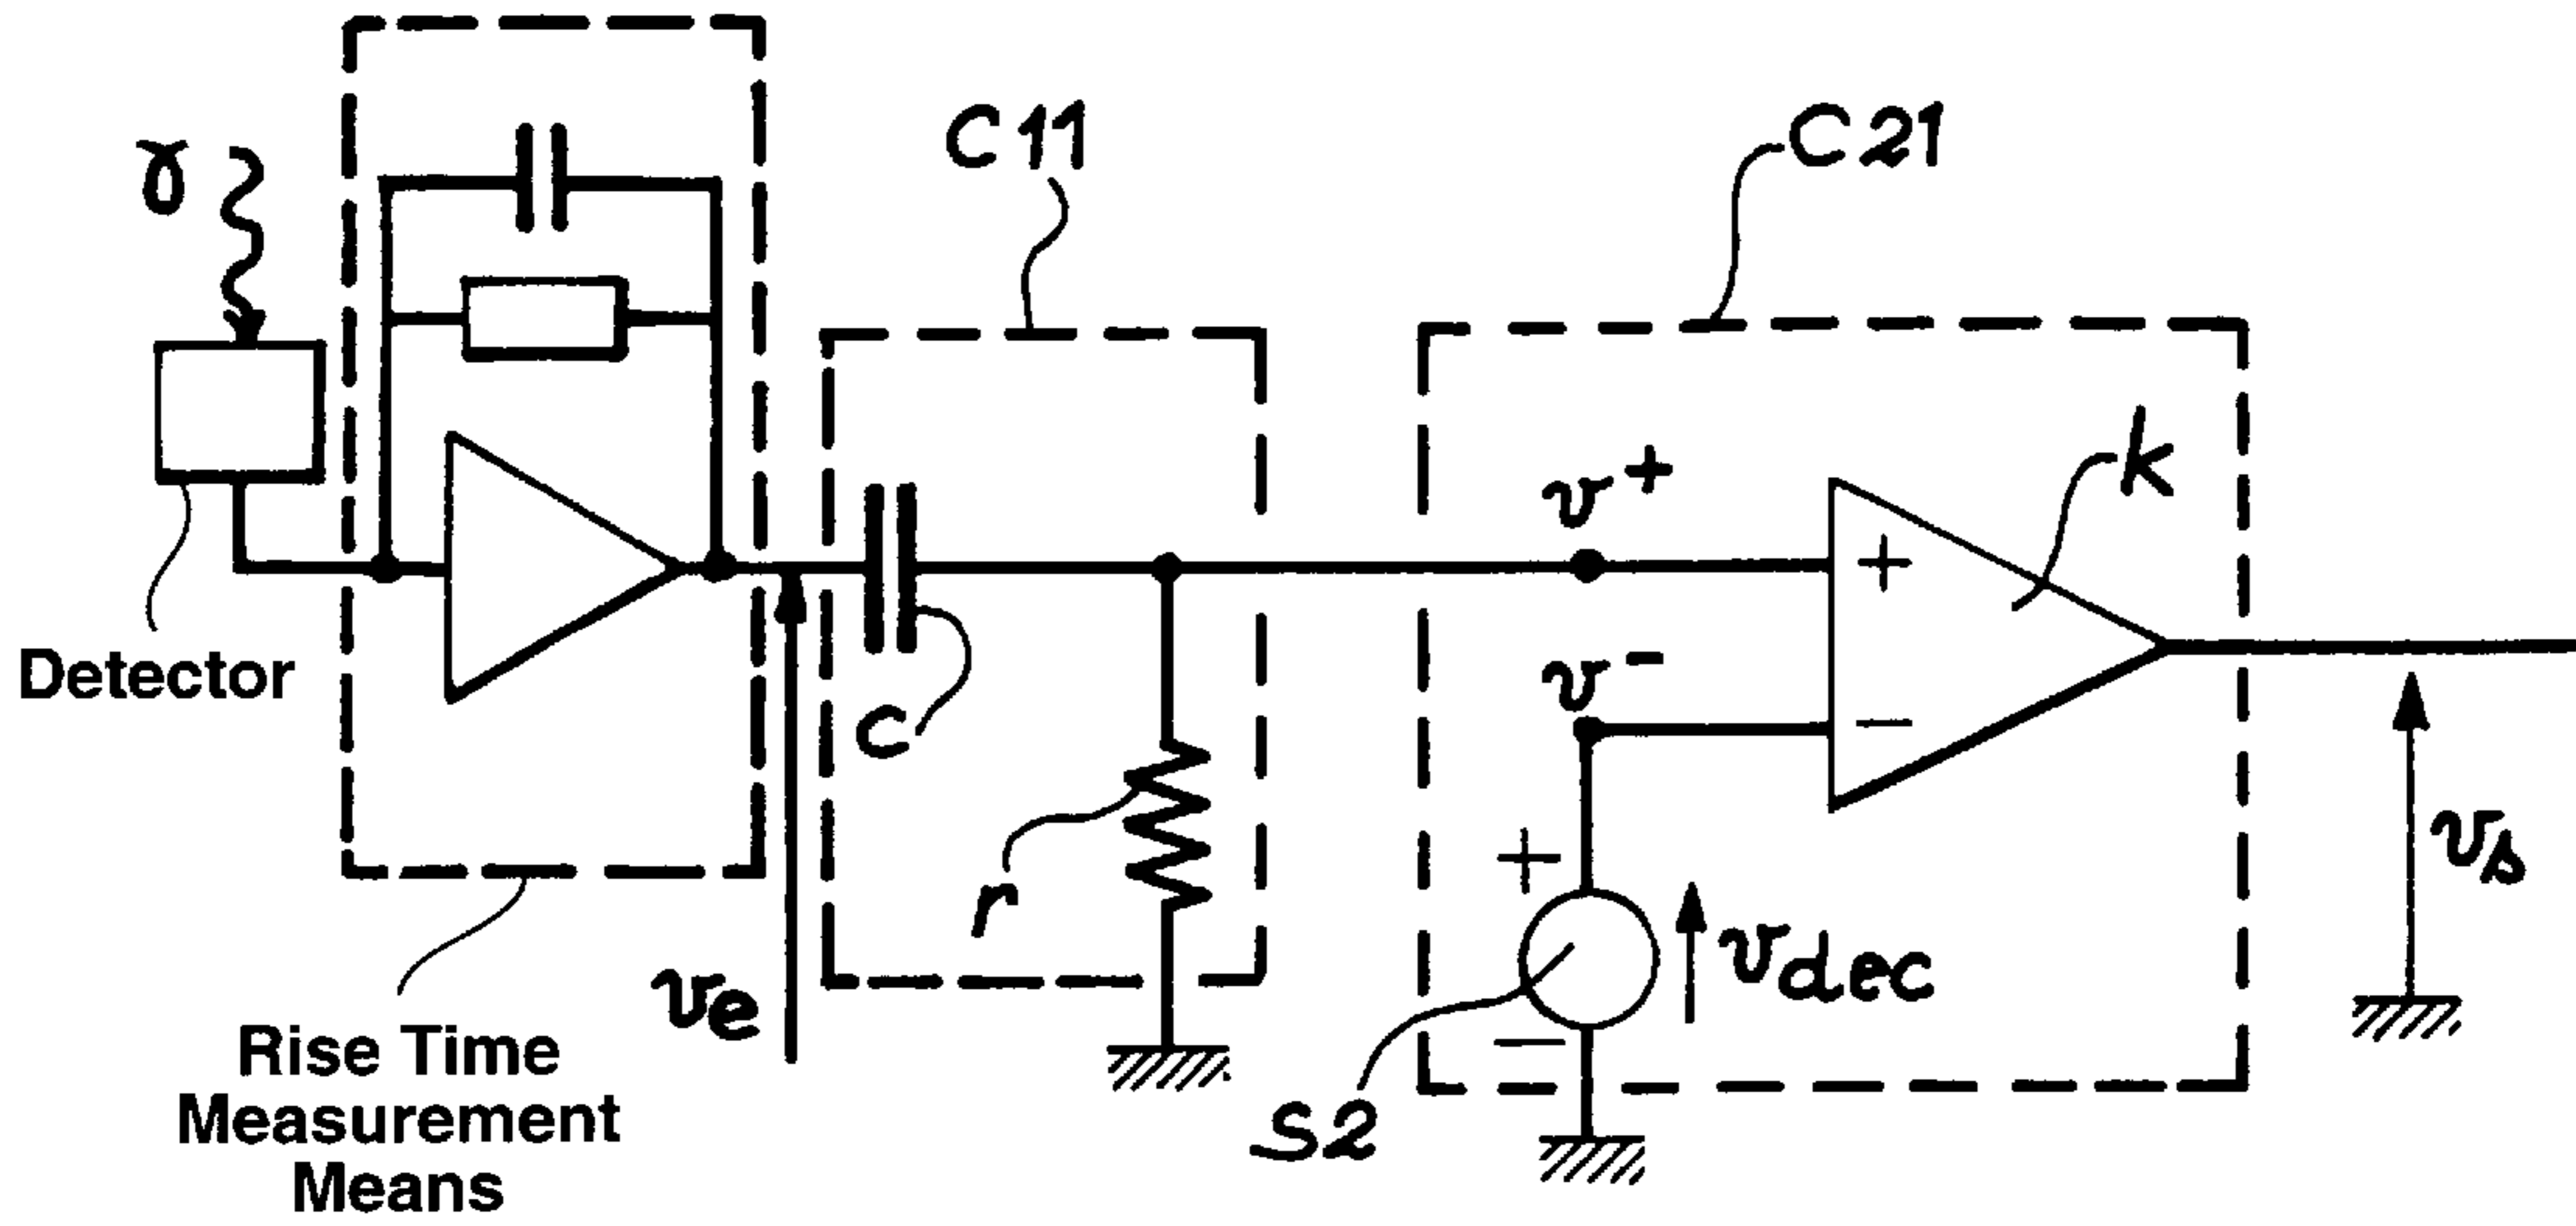 γ
C11
C21
k
v+
+
Detector
v-
-
C
r
+
vs
ve
vdec
-
Rise Time
Measurement
Means
S2